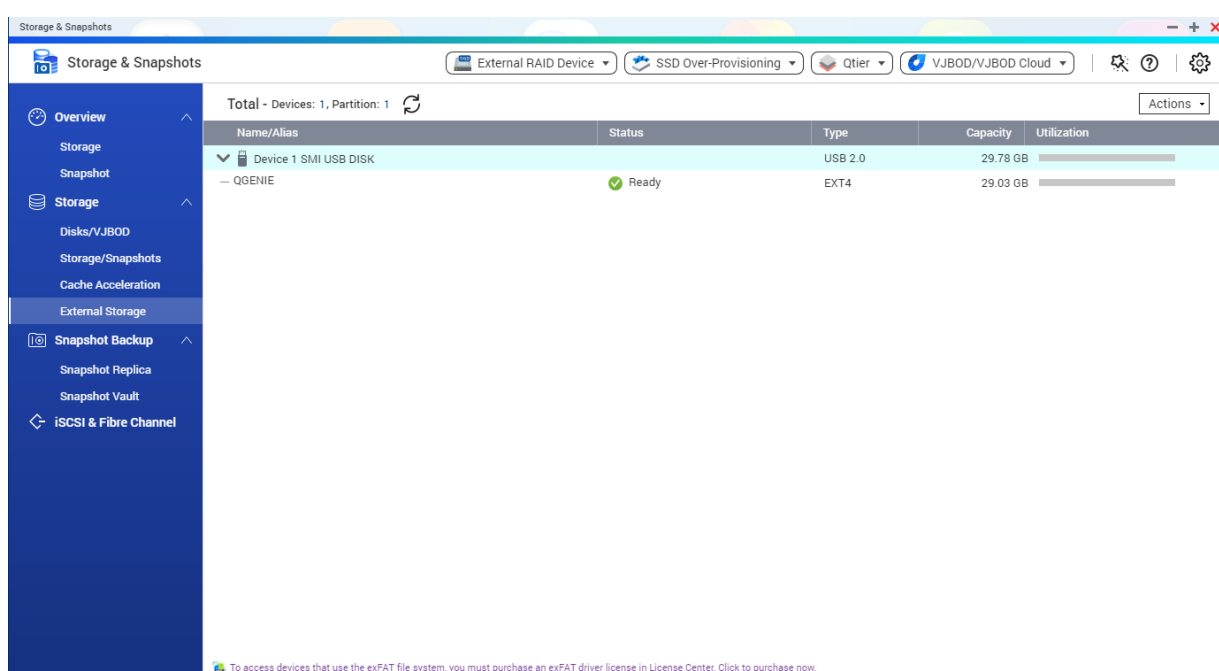 Storage & Snapshots
Storage & Snapshots
External RAID Device
SSD Over-Provisioning
Qtier
VJBOD/VJBOD Cloud
Overview
Storage
Snapshot
Storage
Disks/VJBOD
Storage/Snapshots
Cache Acceleration
External Storage
Snapshot Backup
Snapshot Replica
Snapshot Vault
iSCSI & Fibre Channel
Total - Devices: 1, Partition: 1
Actions
Name/Alias Status Type Capacity Utilization
Device 1 SMI USB DISK USB 2.0 29.78 GB
QGENIE Ready EXT4 29.03 GB
To access devices that use the exFAT file system, you must purchase an exFAT driver license in License Center. Click to purchase now.